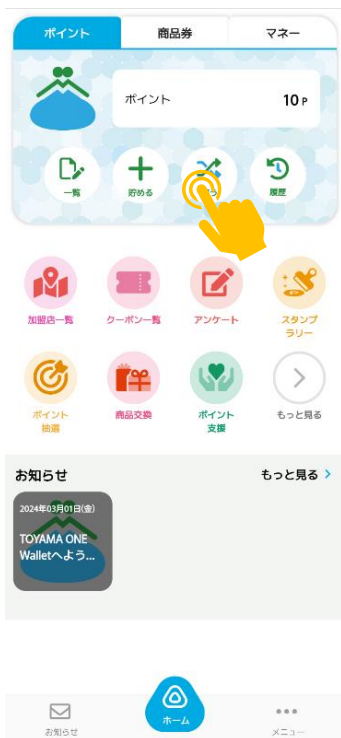 ポイント 商品券 マネー
ポイント 10 P
一覧 貯める う 履歴
加盟店一覧 クーポン一覧 アンケート スタンプ
ラリー
ポイント 商品交換 ポイント もっと見る
抽選 支援
お知らせ もっと見る
2024年03月01日(金)
TOYAMA ONE
Walletへよう...
ホーム
お知らせ メニュー